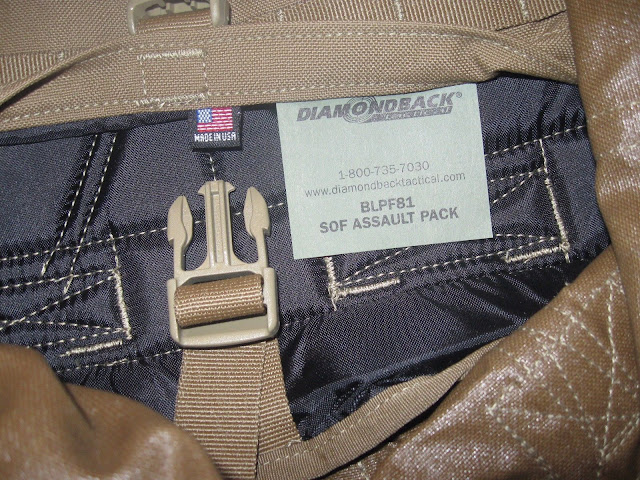 DIAMONDBACK®
TACTICAL
MADE IN USA
1-800-735-7030
www.diamondbacktactical.com
BLPF81
SOF ASSAULT PACK